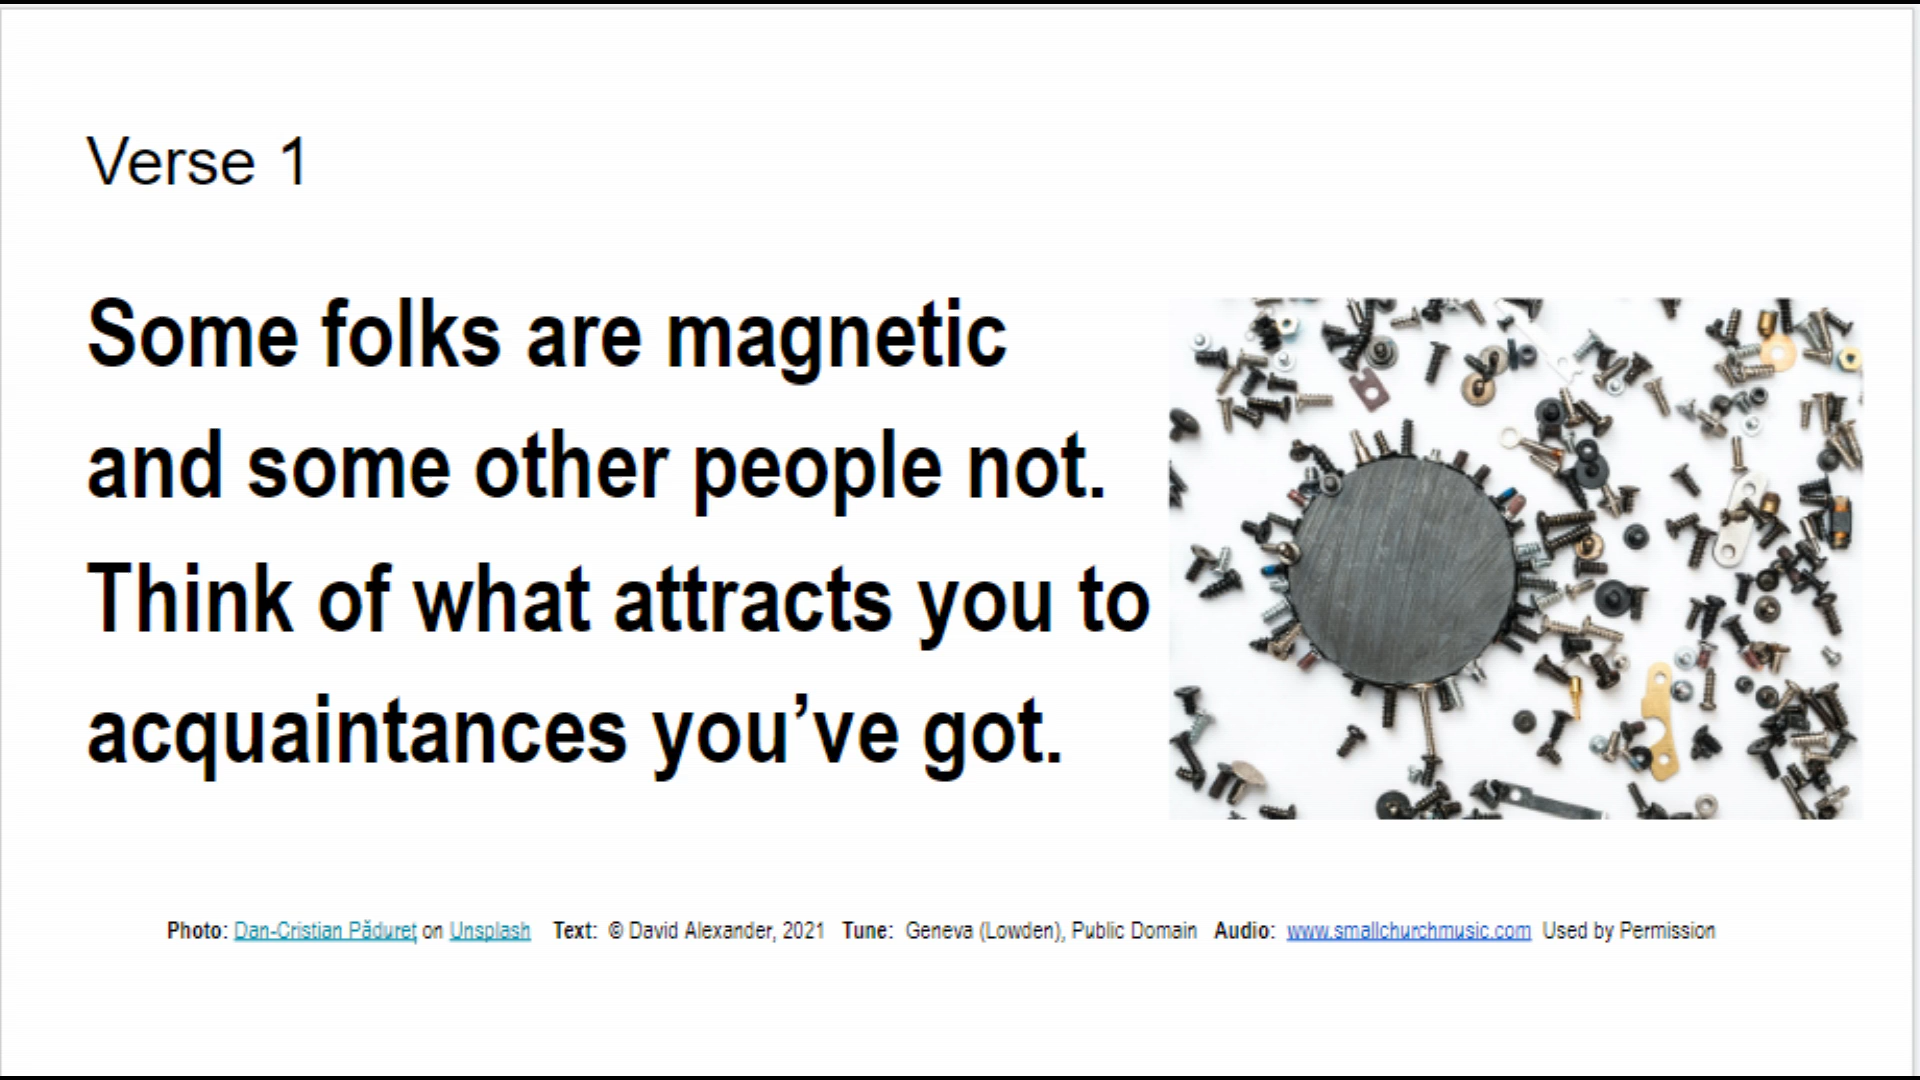 Verse 1
Some folks are magnetic
and some other people not.
Think of what attracts you to
acquaintances you’ve got.
Photo: Dan-Cristian Pădureț on Unsplash Text: © David Alexander, 2021 Tune: Geneva (Lowden), Public Domain Audio: www.smallchurchmusic.com Used by Permission